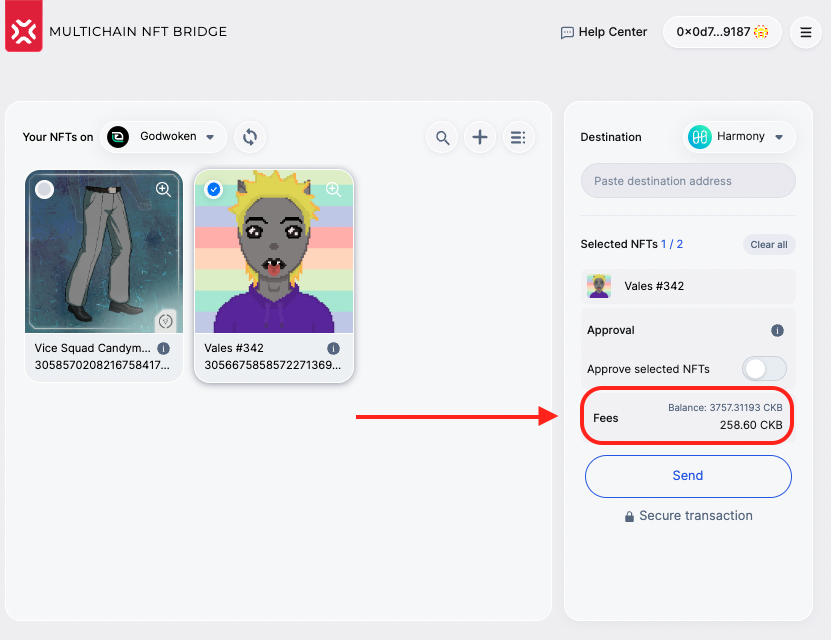 MULTICHAIN NFT BRIDGE
Help Center
0x0d7...9187
Your NFTs on
Godwoken
Destination
Harmony
Paste destination address
Selected NFTs 1 / 2
Clear all
Vales #342
Approval
Approve selected NFTs
Fees
Balance: 3757.31193 CKB
258.60 CKB
Send
Secure transaction
Vice Squad Candym...
3058570208216758417...
Vales #342
3056675858572271369...